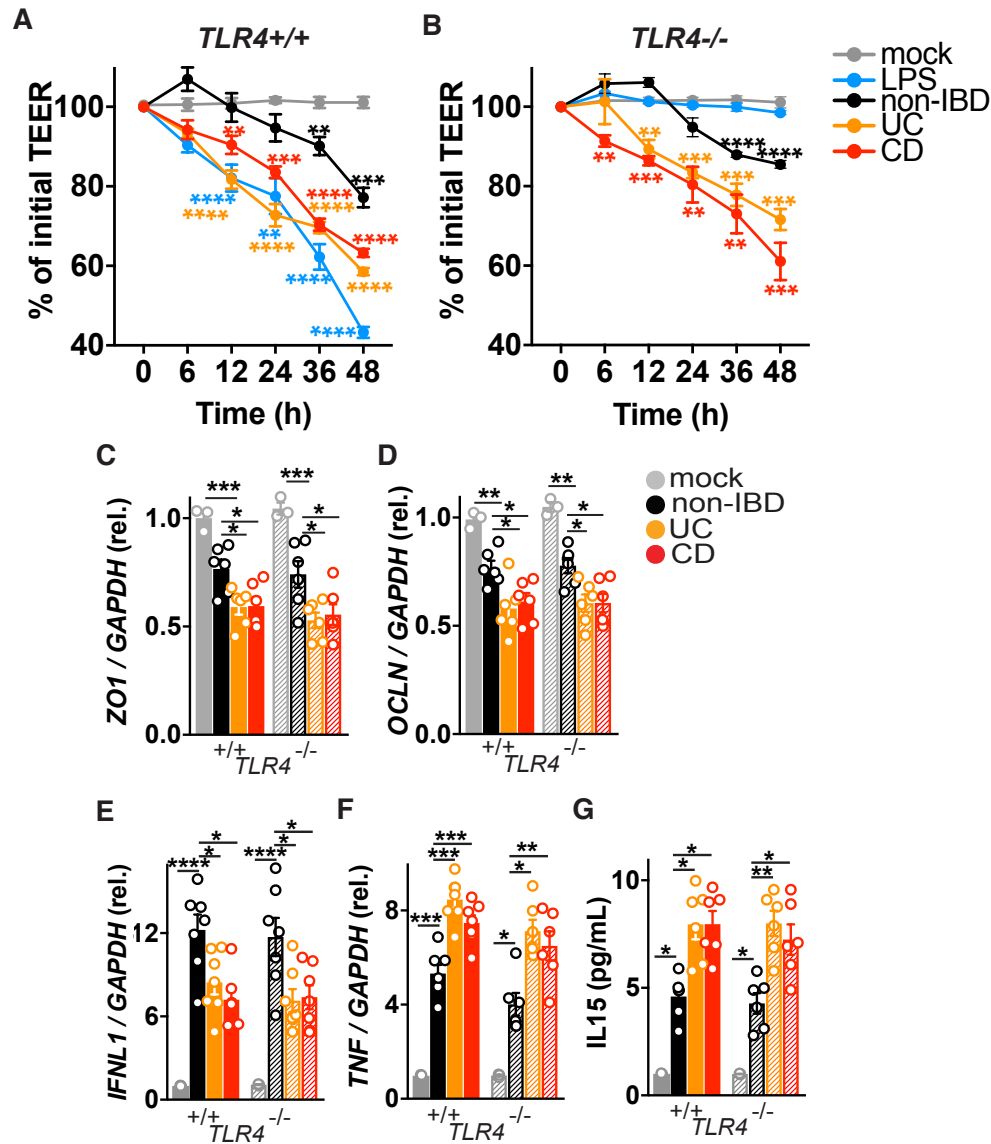 A
TLR4+/+
% of initial TEER
100
80
60
40
**
***
****
***
****
****
****
****
****
**
****
****
****
****
0 6 12 24 36 48
Time (h)
B
TLR4-/-
% of initial TEER
100
80
60
40
**
****
****
***
***
***
**
***
**
**
***
0 6 12 24 36 48
Time (h)
mock
LPS
non-IBD
UC
CD
C
ZO1 / GAPDH (rel.)
1.0
0.5
0.0
***
*
*
***
*
*
+/+ -/-
TLR4
D
OCLN / GAPDH (rel.)
1.0
0.5
0.0
**
*
*
**
*
*
+/+ -/-
TLR4
mock
non-IBD
UC
CD
E
IFNL1 / GAPDH (rel.)
12
6
0
****
*
*
****
*
*
+/+ -/-
TLR4
F
TNF / GAPDH (rel.)
8
4
0
***
***
***
**
*
*
+/+ -/-
TLR4
G
IL15 (pg/mL)
10
5
0
*
*
*
*
**
*
+/+ -/-
TLR4